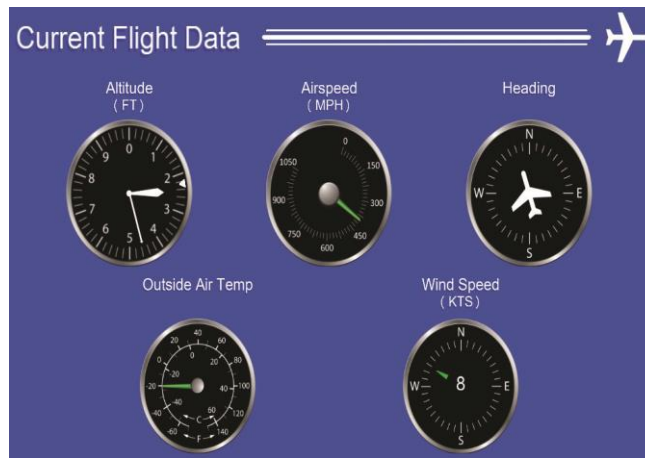 Current Flight Data
Altitude
( FT )
Airspeed
( MPH )
Heading
0
1
2
3
4
5
6
7
8
9
0
150
300
450
600
750
900
1050
N
E
S
W
Outside Air Temp
Wind Speed
( KTS )
-60
-40
-20
0
20
40
60
80
100
120
140
-40
-20
0
20
40
60
C
F
N
E
S
W
8